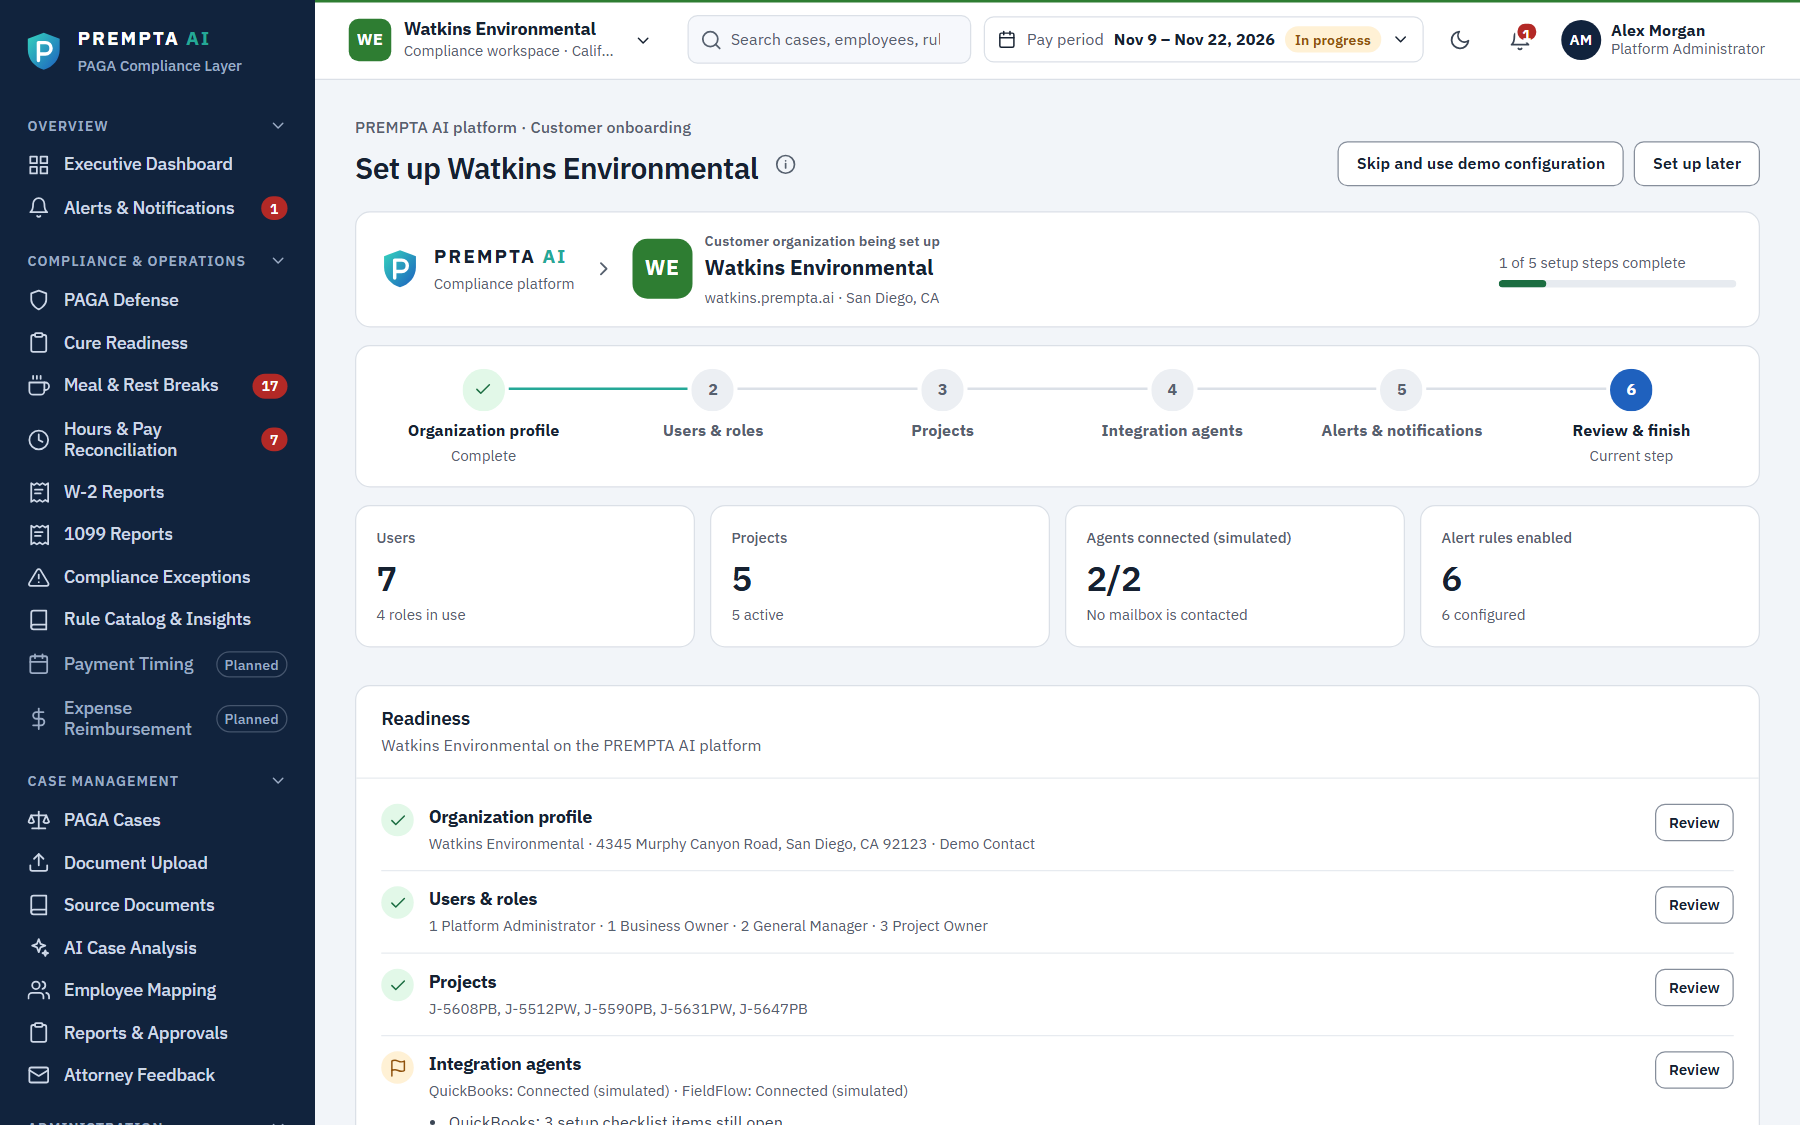 PREMPTA AI
PAGA Compliance Layer
OVERVIEW
Executive Dashboard
Alerts & Notifications
1
COMPLIANCE & OPERATIONS
PAGA Defense
Cure Readiness
Meal & Rest Breaks
17
Hours & Pay
Reconciliation
7
W-2 Reports
1099 Reports
Compliance Exceptions
Rule Catalog & Insights
Payment Timing
Planned
Expense
Reimbursement
Planned
CASE MANAGEMENT
PAGA Cases
Document Upload
Source Documents
AI Case Analysis
Employee Mapping
Reports & Approvals
Attorney Feedback
ADMINISTRATION
WE
Watkins Environmental
Compliance workspace · Calif...
Search cases, employees, rul
Pay period Nov 9 – Nov 22, 2026 In progress
1
AM
Alex Morgan
Platform Administrator
PREMPTA AI platform · Customer onboarding
Set up Watkins Environmental
Skip and use demo configuration
Set up later
PREMPTA AI
Compliance platform
WE
Customer organization being set up
Watkins Environmental
watkins.prempta.ai · San Diego, CA
1 of 5 setup steps complete
Organization profile
Complete
2
Users & roles
3
Projects
4
Integration agents
5
Alerts & notifications
6
Review & finish
Current step
Users
7
4 roles in use
Projects
5
5 active
Agents connected (simulated)
2/2
No mailbox is contacted
Alert rules enabled
6
6 configured
Readiness
Watkins Environmental on the PREMPTA AI platform
Organization profile
Watkins Environmental · 4345 Murphy Canyon Road, San Diego, CA 92123 · Demo Contact
Review
Users & roles
1 Platform Administrator · 1 Business Owner · 2 General Manager · 3 Project Owner
Review
Projects
J-5608PB, J-5512PW, J-5590PB, J-5631PW, J-5647PB
Review
Integration agents
QuickBooks: Connected (simulated) · FieldFlow: Connected (simulated)
Review
• QuickBooks: 3 setup checklist items still open